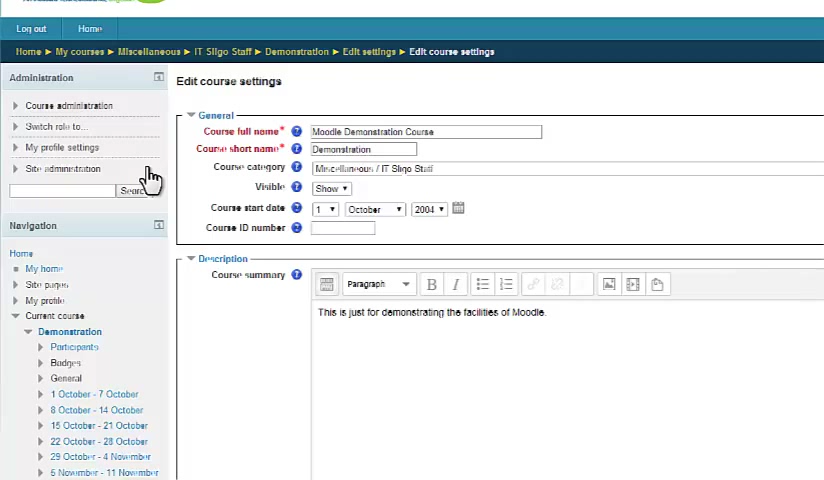 Log out Home
Home ► My courses ► Miscellaneous ► IT Sligo Staff ► Demonstration ► Edit settings ► Edit course settings
Administration
Course administration
Switch role to...
My profile settings
Site administration
Search
Navigation
Home
My home
Site pages
My profile
Current course
Demonstration
Participants
Badges
General
1 October - 7 October
8 October - 14 October
15 October - 21 October
22 October - 28 October
29 October - 4 November
5 November - 11 November
Edit course settings
General
Course full name* Moodle Demonstration Course
Course short name* Demonstration
Course category Miscellaneous / IT Sligo Staff
Visible Show
Course start date 1 October 2004
Course ID number
Description
Course summary
Paragraph B I
This is just for demonstrating the facilities of Moodle.